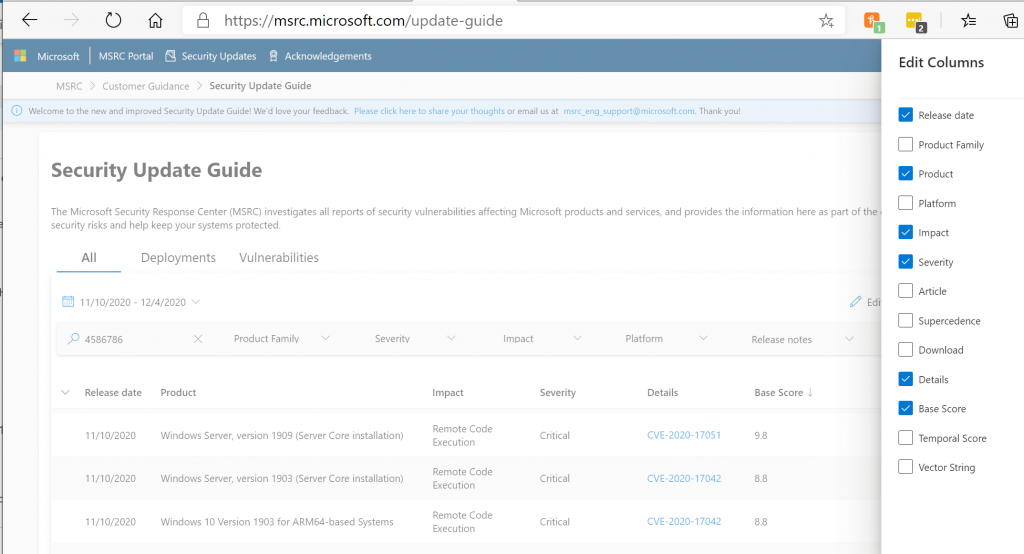 https://msrc.microsoft.com/update-guide
1
2
Microsoft
MSRC Portal
Security Updates
Acknowledgements
MSRC > Customer Guidance > Security Update Guide
Welcome to the new and improved Security Update Guide! We'd love your feedback. Please click here to share your thoughts or email us at msrc_eng_support@microsoft.com. Thank you!
Security Update Guide
The Microsoft Security Response Center (MSRC) investigates all reports of security vulnerabilities affecting Microsoft products and services, and provides the information here as part of the
security risks and help keep your systems protected.
All
Deployments
Vulnerabilities
11/10/2020 - 12/4/2020
Edi
4586786
Product Family
Severity
Impact
Platform
Release notes
Release date
Product
Impact
Severity
Details
Base Score ↓
11/10/2020
Windows Server, version 1909 (Server Core installation)
Remote Code
Execution
Critical
CVE-2020-17051
9.8
11/10/2020
Windows Server, version 1903 (Server Core installation)
Remote Code
Execution
Critical
CVE-2020-17042
8.8
11/10/2020
Windows 10 Version 1903 for ARM64-based Systems
Remote Code
Execution
Critical
CVE-2020-17042
8.8
Edit Columns
Release date
Product Family
Product
Platform
Impact
Severity
Article
Supercedence
Download
Details
Base Score
Temporal Score
Vector String